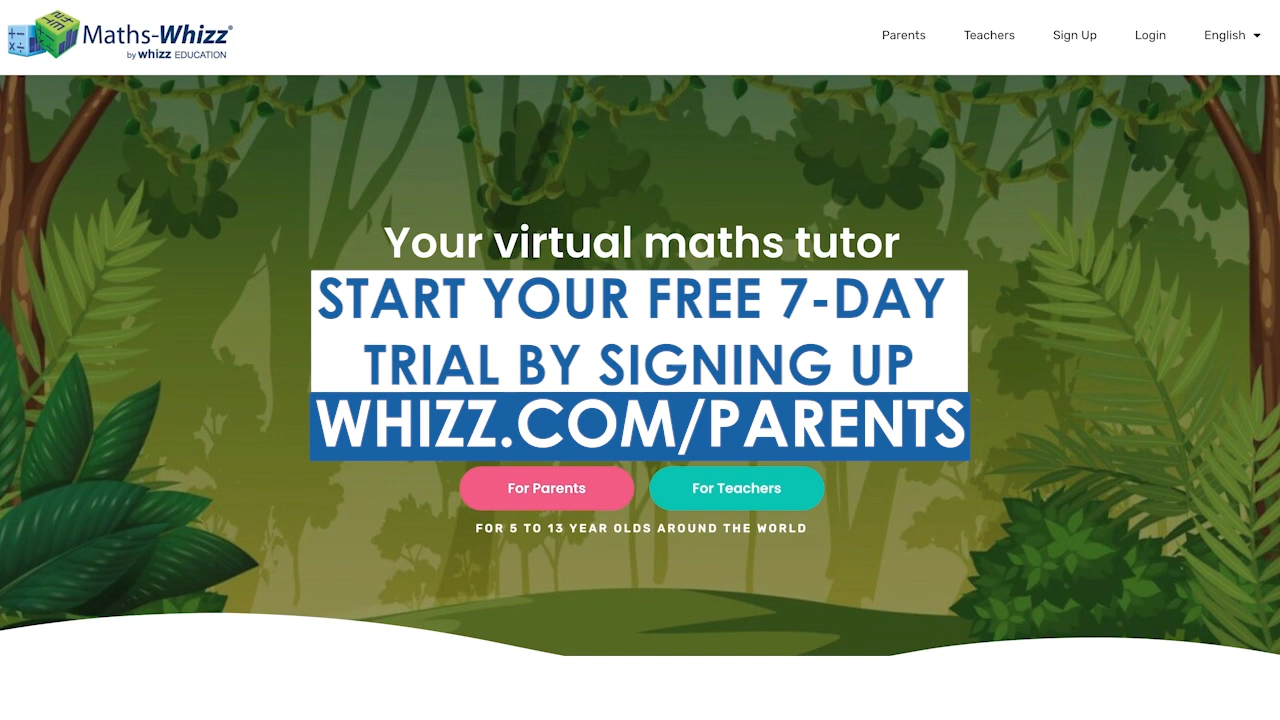 Maths-Whizz®
by whizz EDUCATION
Parents
Teachers
Sign Up
Login
English
Your virtual maths tutor
START YOUR FREE 7-DAY
TRIAL BY SIGNING UP
WHIZZ.COM/PARENTS
For Parents
For Teachers
FOR 5 TO 13 YEAR OLDS AROUND THE WORLD